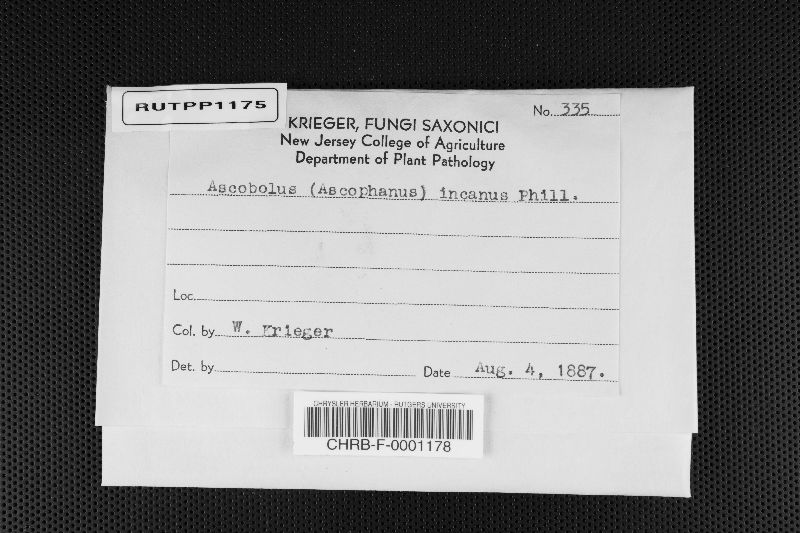 RUTPP1175
No. 335
KRIEGER, FUNGI SAXONICI
New Jersey College of Agriculture
Department of Plant Pathology
Ascobolus (Ascophanus) incanus Phill.
Loc.
Col. by W. Krieger
Det. by
Date Aug. 4, 1887.
CHRYSLER HERBARIUM - RUTGERS UNIVERSITY
CHRB-F-0001178